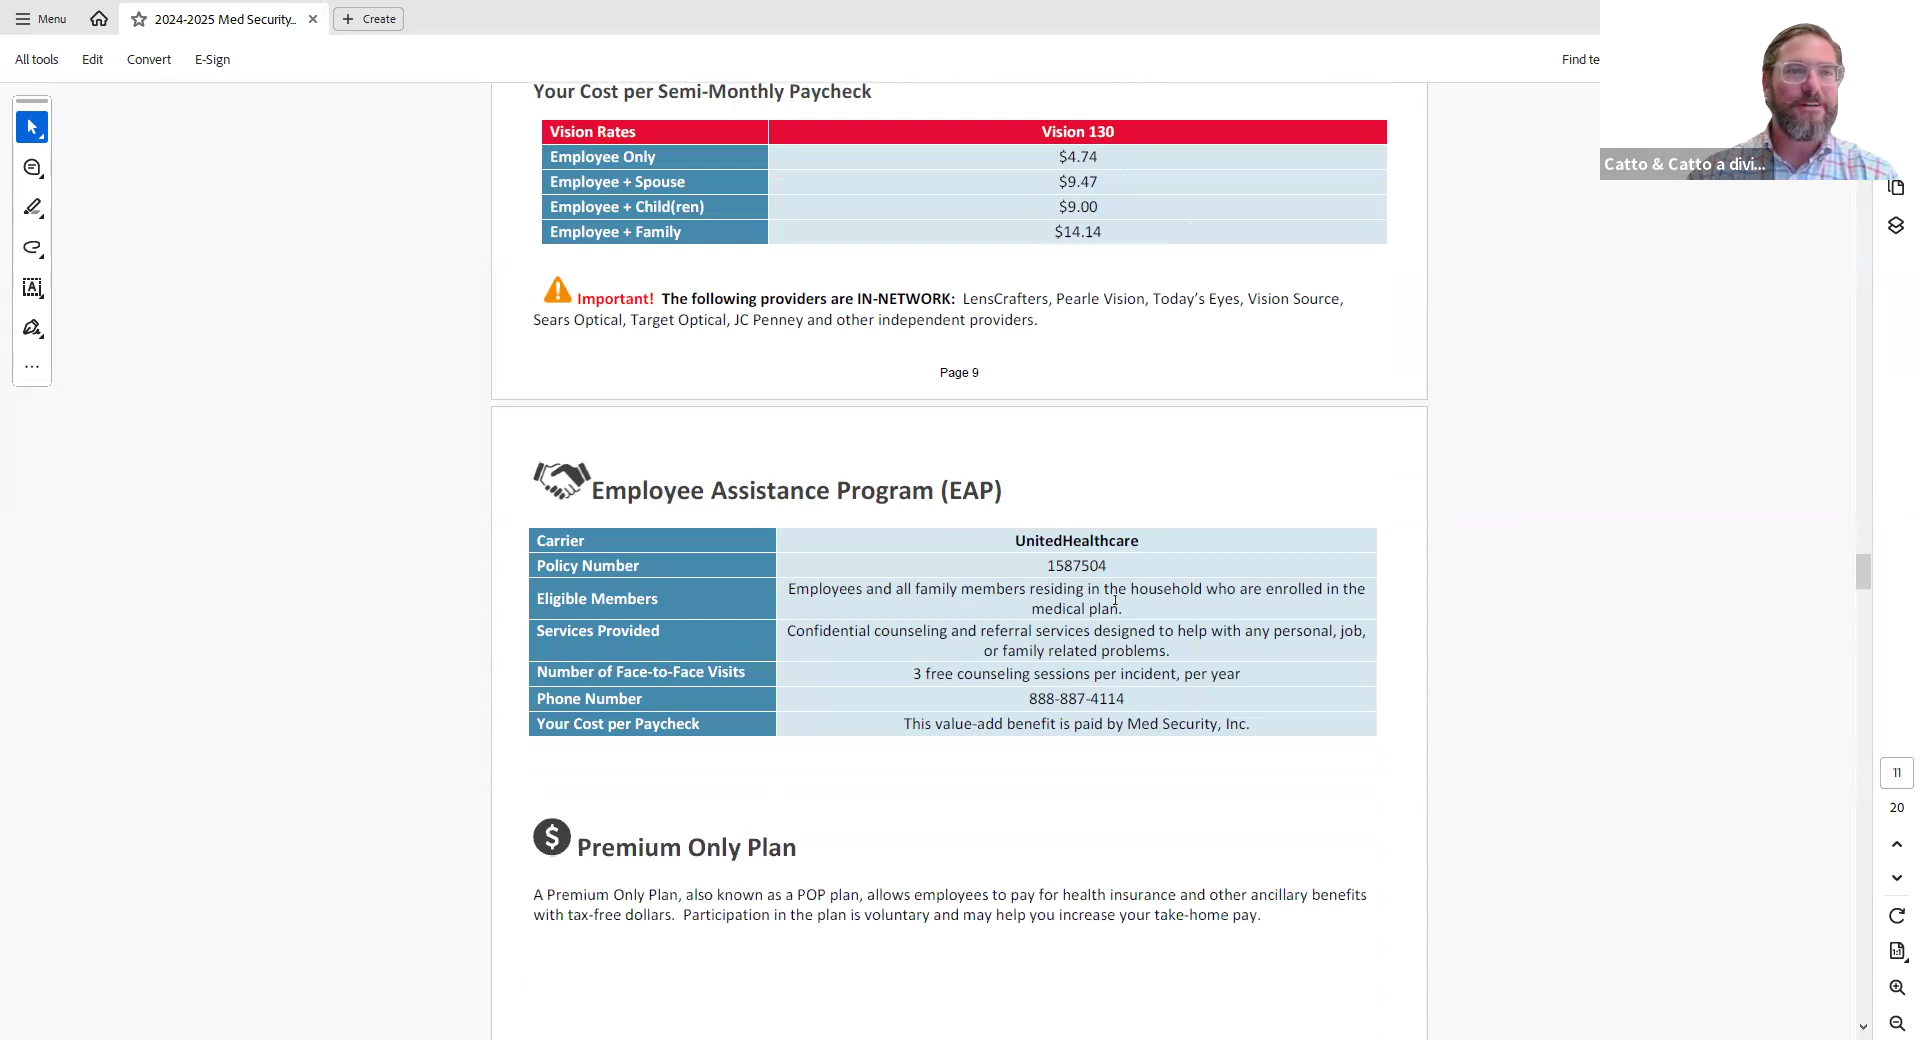 Menu
2024-2025 Med Security...
Create
All tools
Edit
Convert
E-Sign
Find te
Catto & Catto a divi...
Your Cost per Semi-Monthly Paycheck
Vision Rates Vision 130
Employee Only $4.74
Employee + Spouse $9.47
Employee + Child(ren) $9.00
Employee + Family $14.14
Important! The following providers are IN-NETWORK: LensCrafters, Pearle Vision, Today’s Eyes, Vision Source,
Sears Optical, Target Optical, JC Penney and other independent providers.
Page 9
Employee Assistance Program (EAP)
Carrier UnitedHealthcare
Policy Number 1587504
Eligible Members Employees and all family members residing in the household who are enrolled in the
medical plan.
Services Provided Confidential counseling and referral services designed to help with any personal, job,
or family related problems.
Number of Face-to-Face Visits 3 free counseling sessions per incident, per year
Phone Number 888-887-4114
Your Cost per Paycheck This value-add benefit is paid by Med Security, Inc.
$ Premium Only Plan
A Premium Only Plan, also known as a POP plan, allows employees to pay for health insurance and other ancillary benefits
with tax-free dollars. Participation in the plan is voluntary and may help you increase your take-home pay.
11
20
1:1